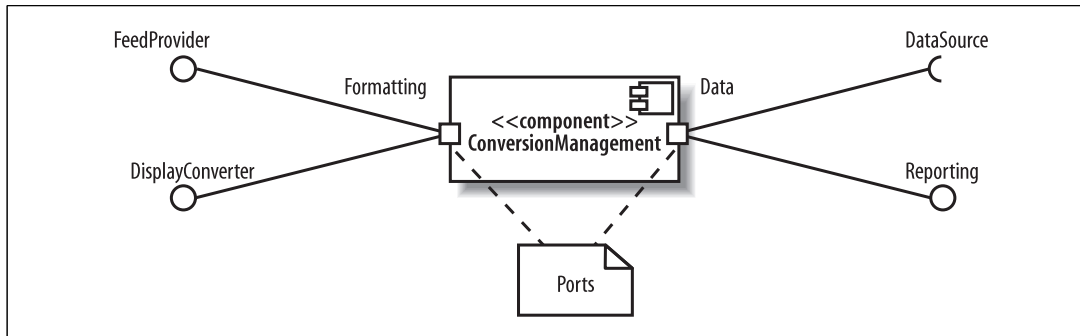 FeedProvider
DataSource
Formatting
Data
<<component>>
ConversionManagement
DisplayConverter
Reporting
Ports